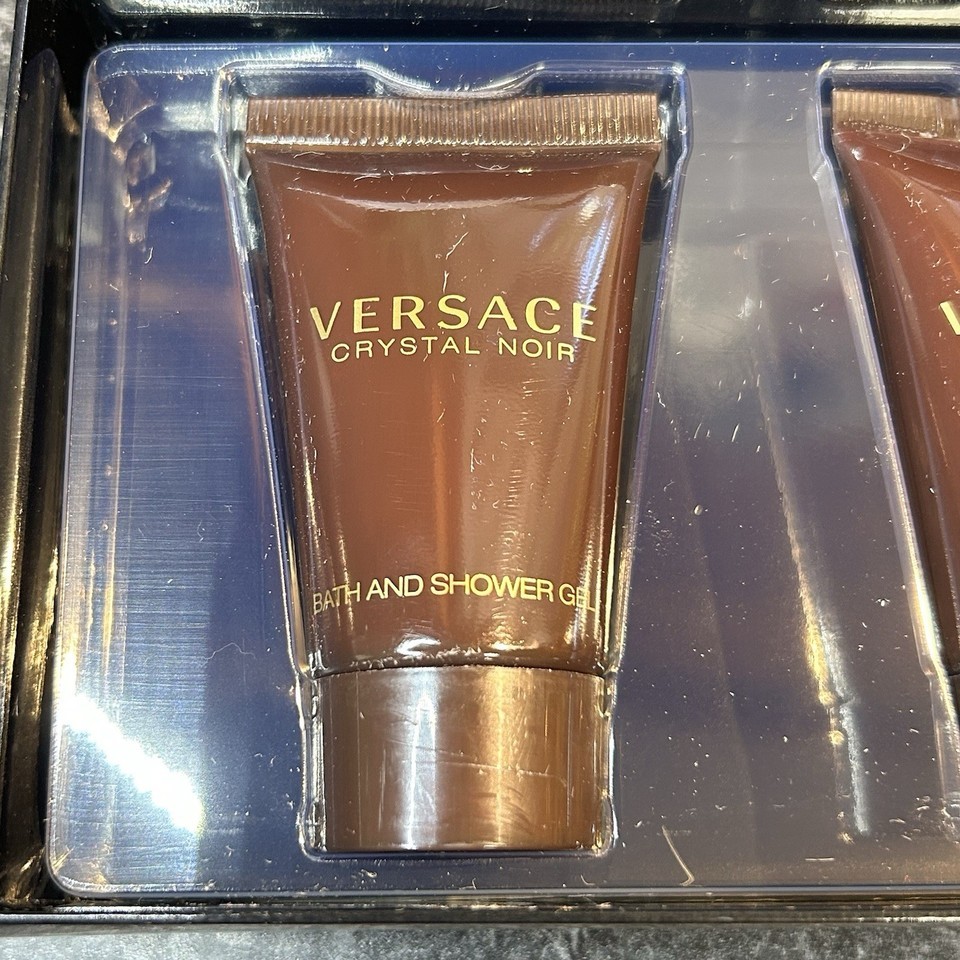 VERSACE
CRYSTAL NOIR
BATH AND SHOWER GEL
V